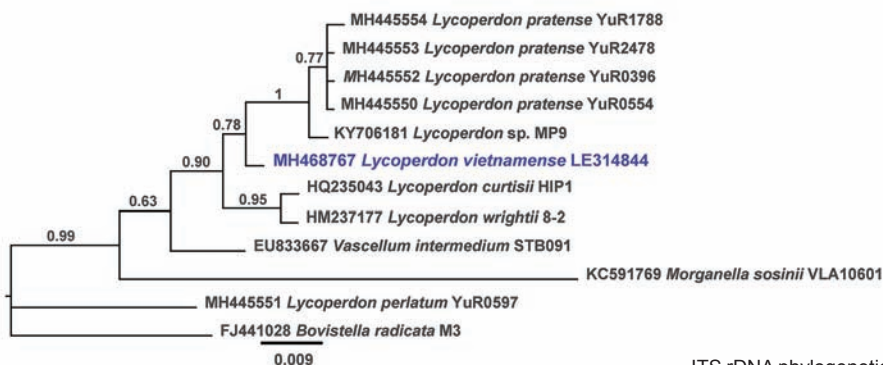 MH445554 Lycoperdon pratense YuR1788
MH445553 Lycoperdon pratense YuR2478
0.77
MH445552 Lycoperdon pratense YuR0396
1
MH445550 Lycoperdon pratense YuR0554
0.78
KY706181 Lycoperdon sp. MP9
0.90
MH468767 Lycoperdon vietnamense LE314844
HQ235043 Lycoperdon curtisii HIP1
0.95
0.63
HM237177 Lycoperdon wrightii 8-2
0.99
EU833667 Vascellum intermedium STB091
KC591769 Morganella sosinii VLA10601
MH445551 Lycoperdon perlatum YuR0597
FJ441028 Bovistella radicata M3
0.009
ITS rDNA phylogenetic